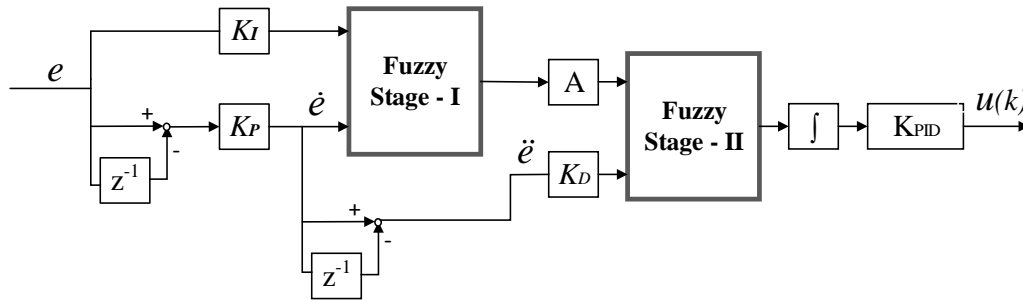 e
K_I
Fuzzy
Stage - I
A
Fuzzy
Stage - II
∫
K_PID
u(k)
+
-
K_P
ė
z⁻¹
ë
K_D
+
-
z⁻¹